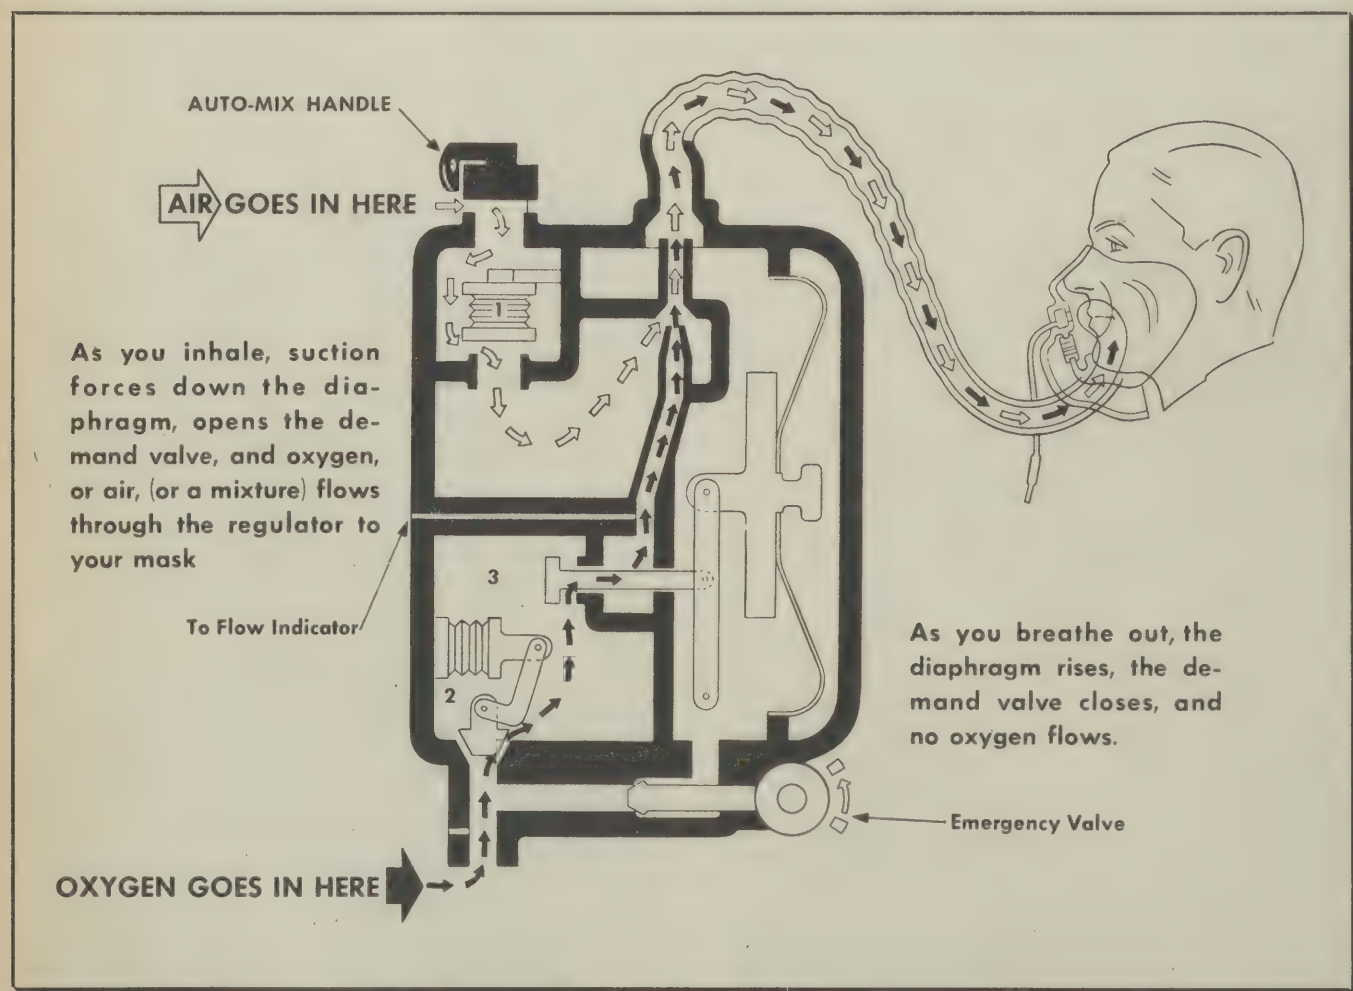 AUTO-MIX HANDLE
AIR GOES IN HERE
1
As you inhale, suction
forces down the dia-
phragm, opens the de-
mand valve, and oxygen,
or air, (or a mixture) flows
through the regulator to
your mask
3
To Flow Indicator
2
As you breathe out, the
diaphragm rises, the de-
mand valve closes, and
no oxygen flows.
Emergency Valve
OXYGEN GOES IN HERE